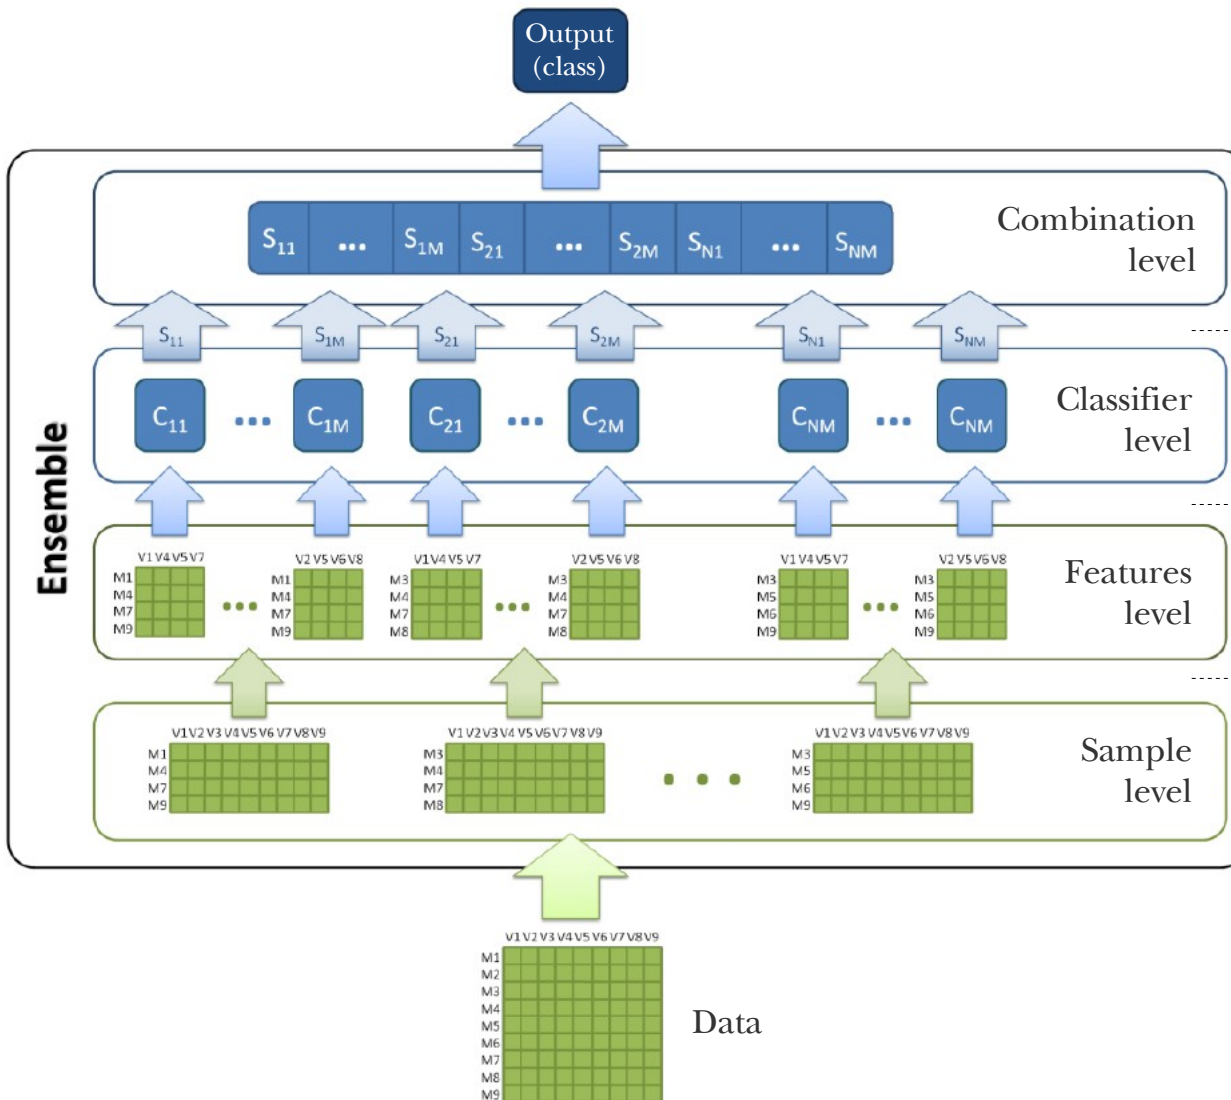 Output
(class)
Ensemble
Combination
level
S11 ... S1M S21 ... S2M SN1 ... SNM
S11 S1M S21 S2M SN1 SNM
Classifier
level
C11 ... C1M C21 ... C2M CNM ... CNM
Features
level
V1 V4 V5 V7
M1
M4
M7
M9
...
V2 V5 V6 V8
M1
M4
M7
M9
V1 V4 V5 V7
M3
M4
M7
M8
...
V2 V5 V6 V8
M3
M4
M7
M8
V1 V4 V5 V7
M3
M5
M6
M9
...
V2 V5 V6 V8
M3
M5
M6
M9
Sample
level
V1 V2 V3 V4 V5 V6 V7 V8 V9
M1
M4
M7
M9
V1 V2 V3 V4 V5 V6 V7 V8 V9
M3
M4
M7
M8
. . .
V1 V2 V3 V4 V5 V6 V7 V8 V9
M3
M5
M6
M9
V1 V2 V3 V4 V5 V6 V7 V8 V9
M1
M2
M3
M4
M5
M6
M7
M8
M9
Data